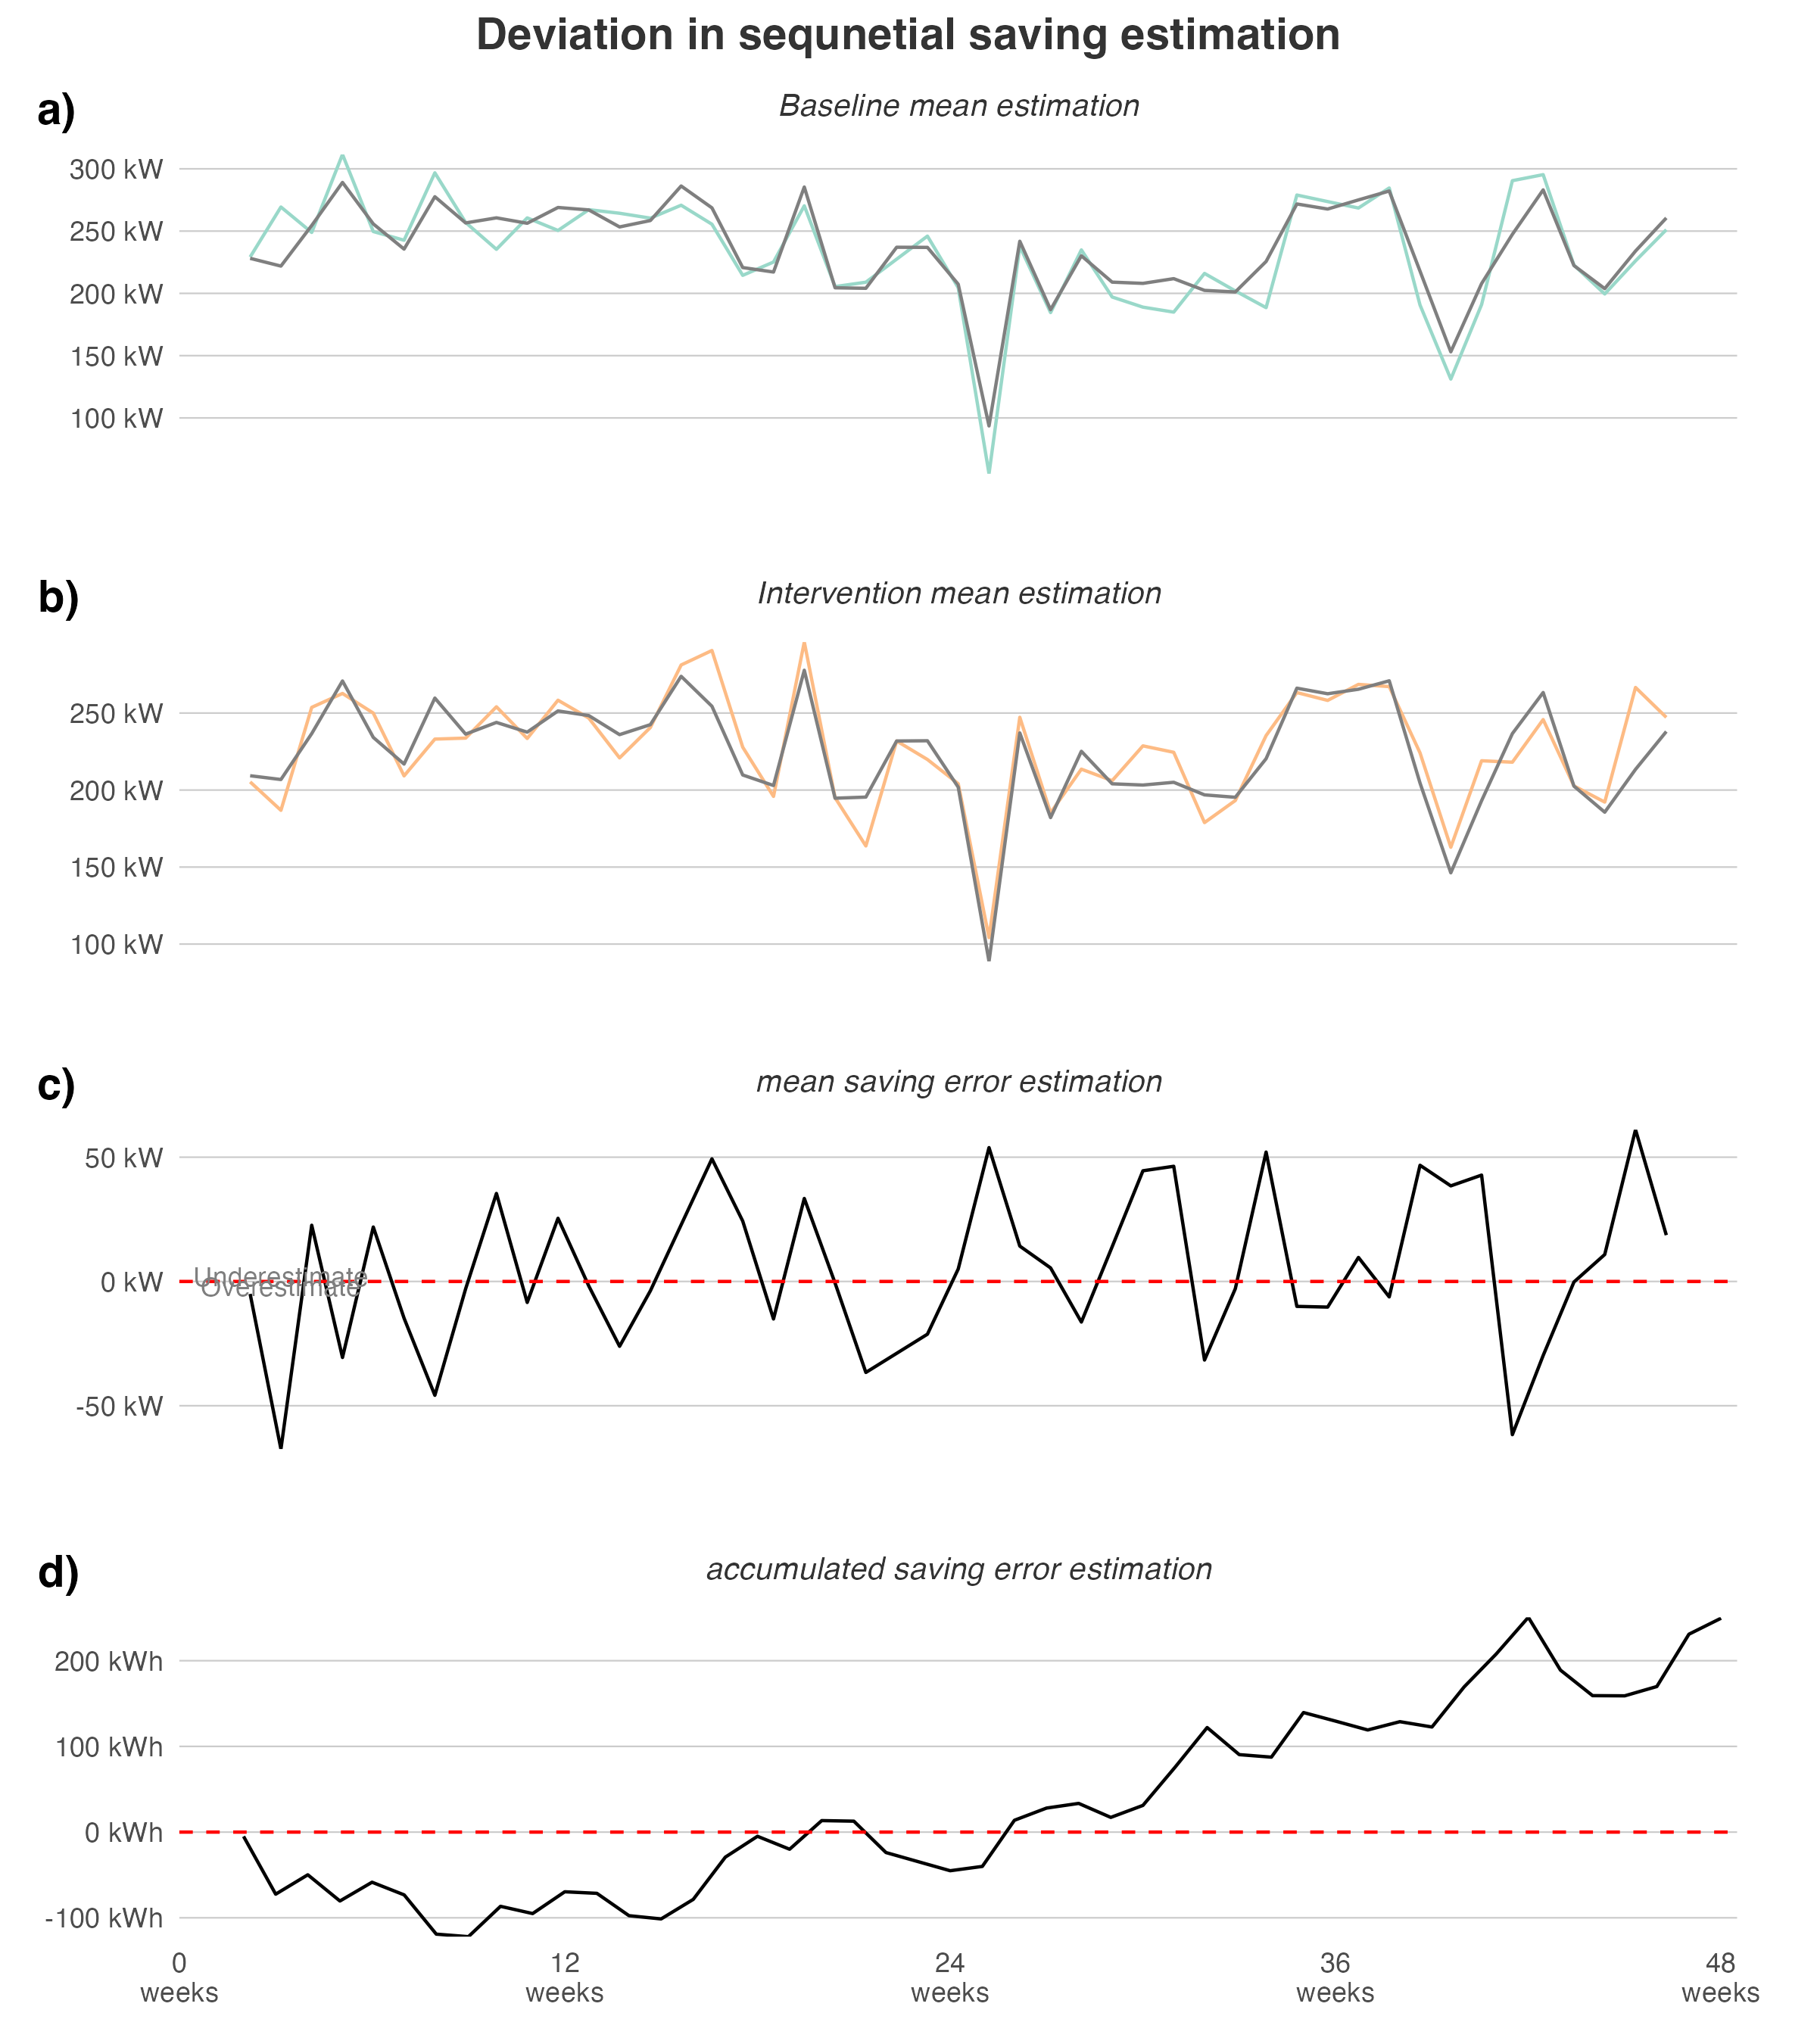 Deviation in sequnetial saving estimation
a)
Baseline mean estimation
300 kW
250 kW
200 kW
150 kW
100 kW
b)
Intervention mean estimation
250 kW
200 kW
150 kW
100 kW
c)
mean saving error estimation
50 kW
Underestimate
0 kW
Overestimate
-50 kW
d)
accumulated saving error estimation
200 kWh
100 kWh
0 kWh
-100 kWh
0 12 24 36 48
weeks weeks weeks weeks weeks